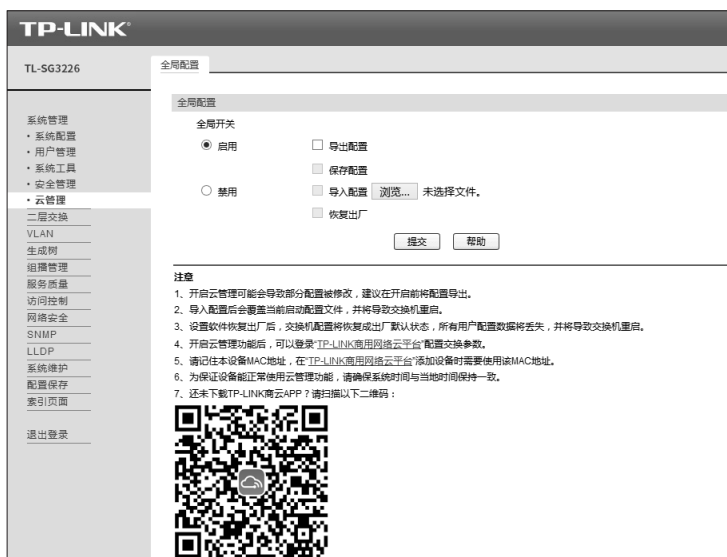 TP-LINK®
TL-SG3226
全局配置
系统管理
• 系统配置
• 用户管理
• 系统工具
• 安全管理
• 云管理
二层交换
VLAN
生成树
组播管理
服务质量
访问控制
网络安全
SNMP
LLDP
系统维护
配置保存
索引页面
退出登录
全局配置
全局开关
启用 导出配置
保存配置
禁用 导入配置 浏览... 未选择文件。
恢复出厂
提交 帮助
注意
1、开启云管理可能会导致部分配置被修改，建议在开启前将配置导出。
2、导入配置后会覆盖当前启动配置文件，并将导致交换机重启。
3、设置软件恢复出厂后，交换机配置将恢复成出厂默认状态，所有用户配置数据将丢失，并将导致交换机重启。
4、开启云管理功能后，可以登录“TP-LINK商用网络云平台”配置交换参数。
5、请记住本设备MAC地址，在“TP-LINK商用网络云平台”添加设备时需要使用该MAC地址。
6、为保证设备能正常使用云管理功能，请确保系统时间与当地时间保持一致。
7、还未下载TP-LINK商云APP？请扫描以下二维码：